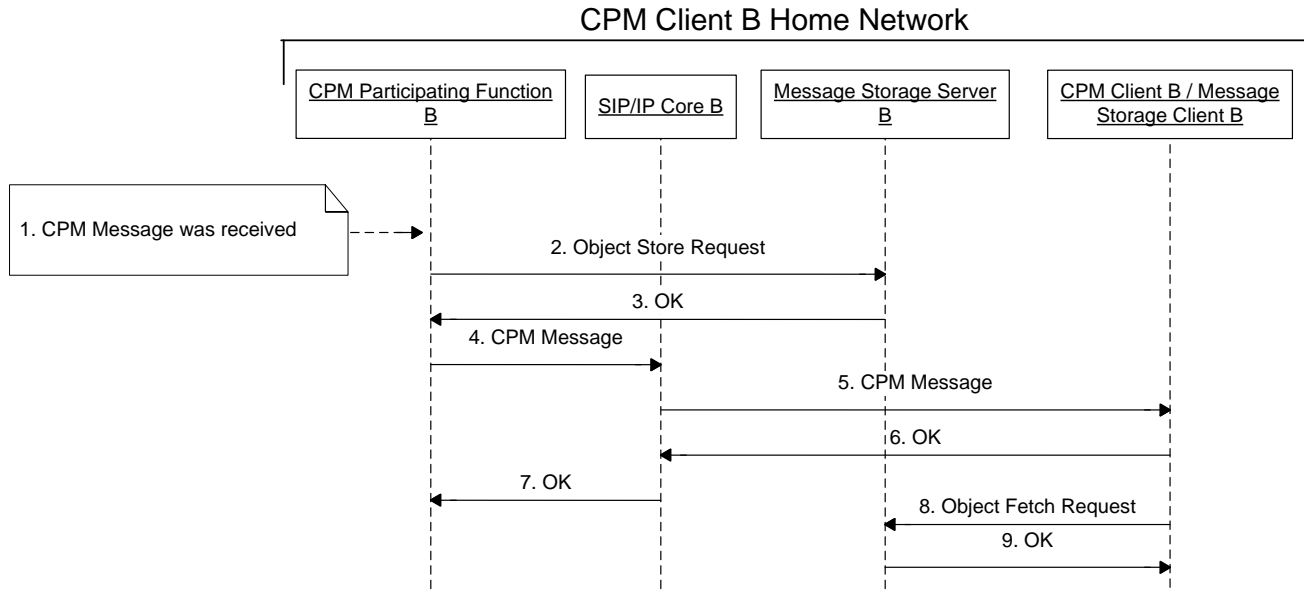 CPM Client B Home Network
CPM Participating Function
B
SIP/IP Core B
Message Storage Server
B
CPM Client B / Message
Storage Client B
1. CPM Message was received
2. Object Store Request
3. OK
4. CPM Message
5. CPM Message
6. OK
7. OK
8. Object Fetch Request
9. OK